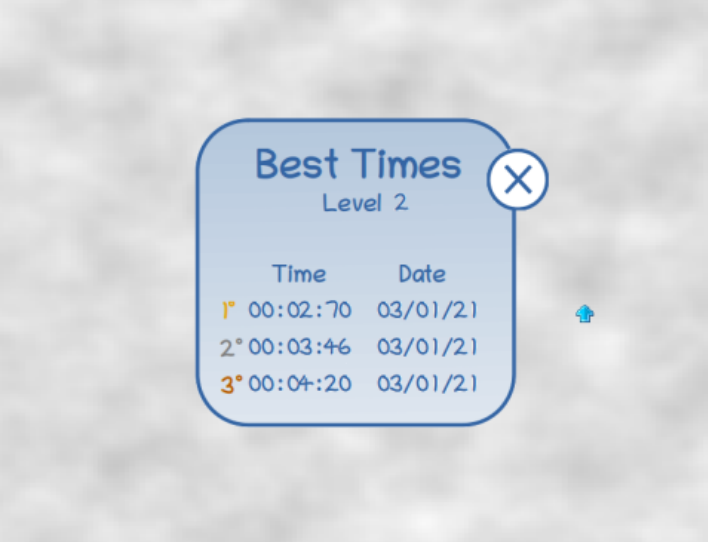 Best Times
Level 2
Time Date
1° 00:02:70 03/01/21
2° 00:03:46 03/01/21
3° 00:04:20 03/01/21